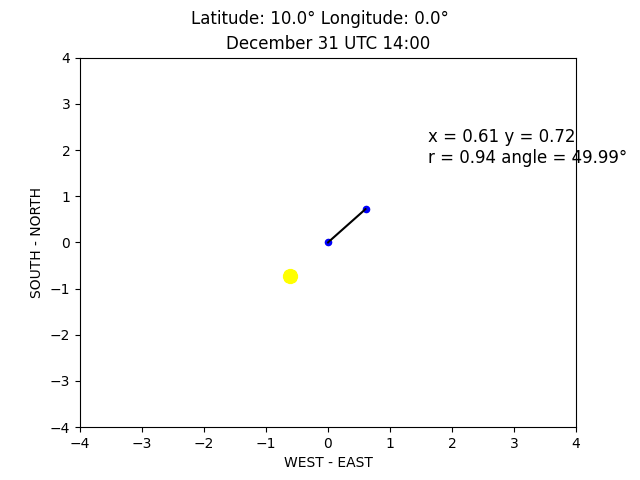 Latitude: 10.0° Longitude: 0.0°
December 31 UTC 14:00
4
3
2
1
0
−1
−2
−3
−4
x = 0.61 y = 0.72
r = 0.94 angle = 49.99°
SOUTH - NORTH
−4 −3 −2 −1 0 1 2 3 4
WEST - EAST